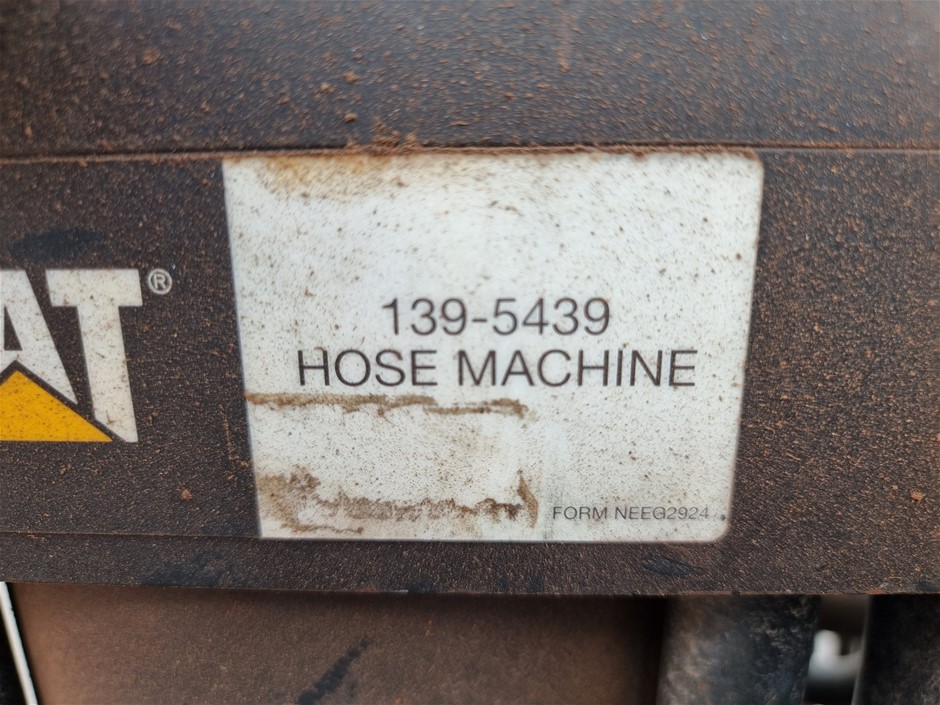 AT®
139-5439
HOSE MACHINE
FORM NEEG2924